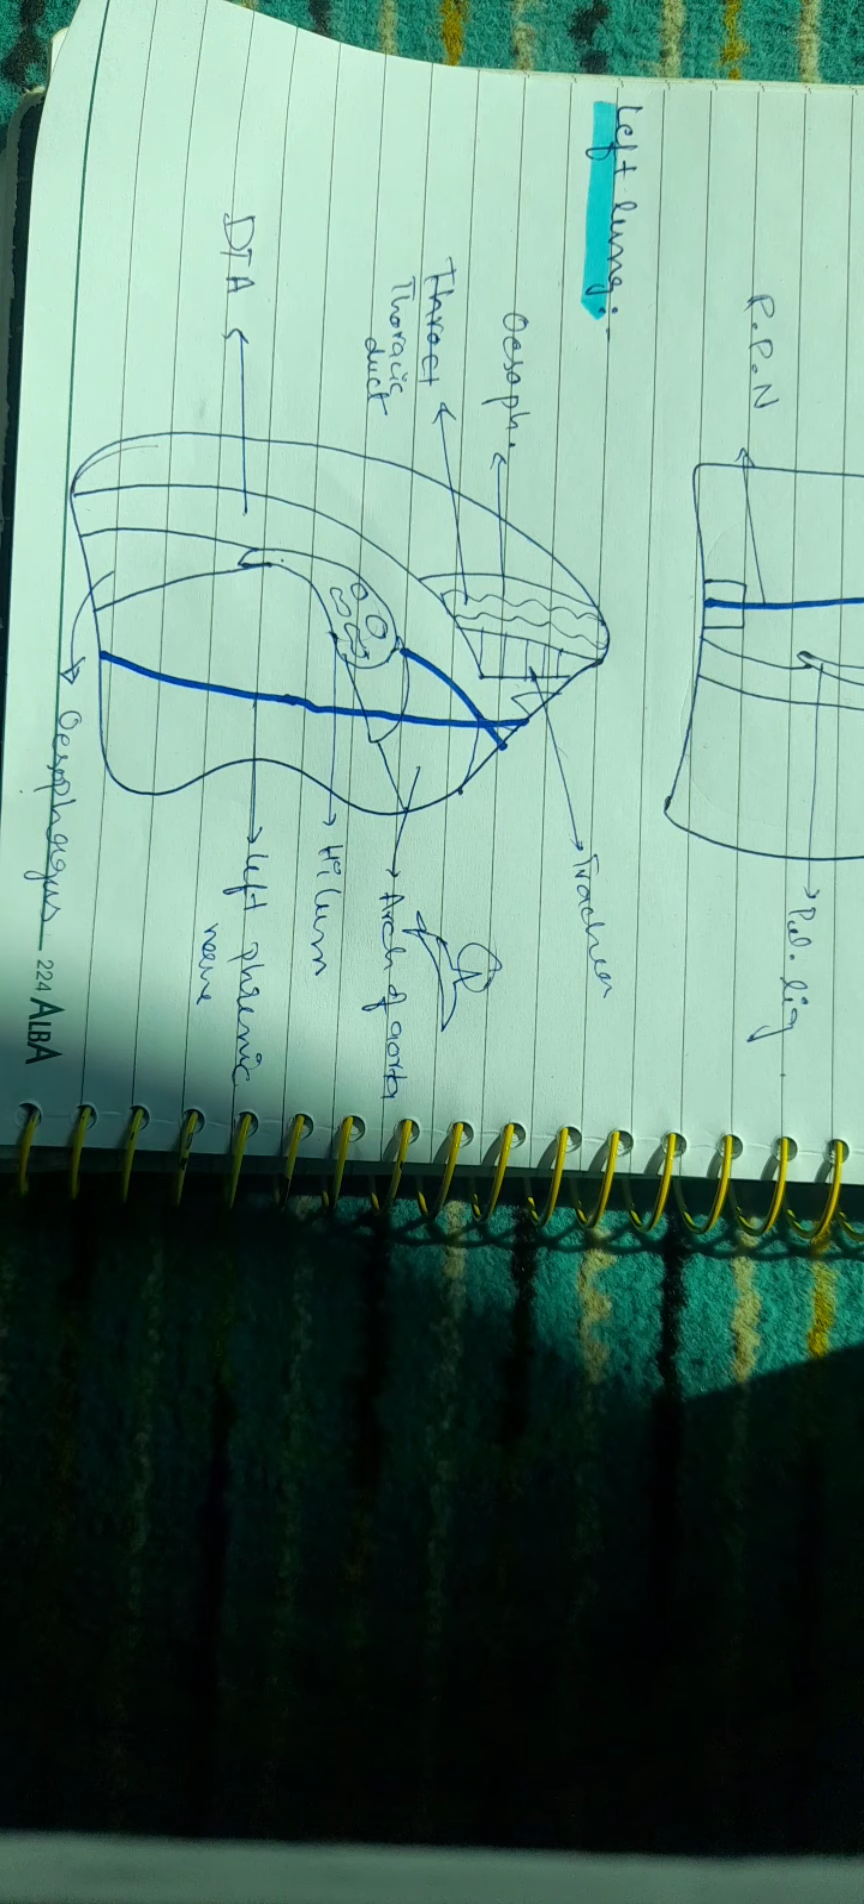 R.P.N
Pul. lig.
Left lung :-
Oesoph.
Trachea
Throct
Thoracic
duct
Arch of aorta
Hilum
DTA
left phrenic
nerve
Oesophagus
224 ALBA